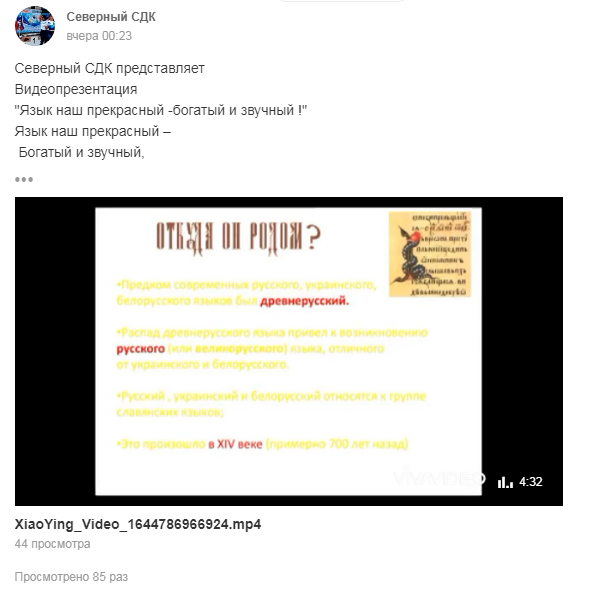 Северный СДК
вчера 00:23
Северный СДК представляет
Видеопрезентация
"Язык наш прекрасный -богатый и звучный !"
Язык наш прекрасный –
Богатый и звучный,
•••
ОТКУДА ОН РОДОМ?
•Предком современных русского, украинского,
белорусского языков был древнерусский.
•Распад древнерусского языка привел к возникновению
русского (или великорусского) языка, отличного
от украинского и белорусского.
•Русский , украинский и белорусский относятся к группе
славянских языков;
•Это произошло в XIV веке (примерно 700 лет назад)
VIVAVIDEO
4:32
XiaoYing_Video_1644786966924.mp4
44 просмотра
Просмотрено 85 раз